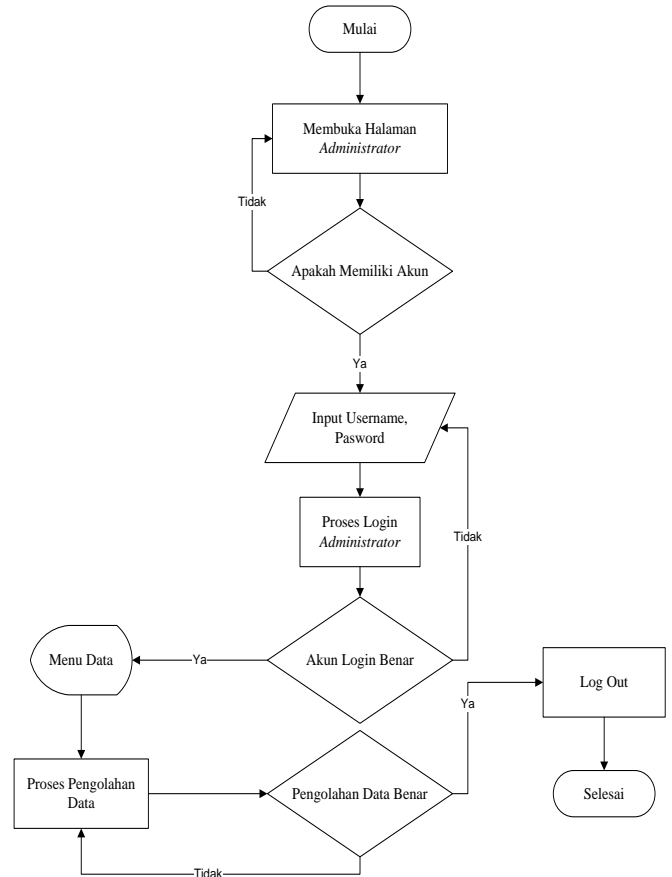 Mulai
Membuka Halaman
Administrator
Tidak
Apakah Memiliki Akun
Ya
Input Username,
Pasword
Proses Login
Administrator
Tidak
Akun Login Benar
Ya
Menu Data
Log Out
Ya
Proses Pengolahan
Data
Pengolahan Data Benar
Selesai
Tidak